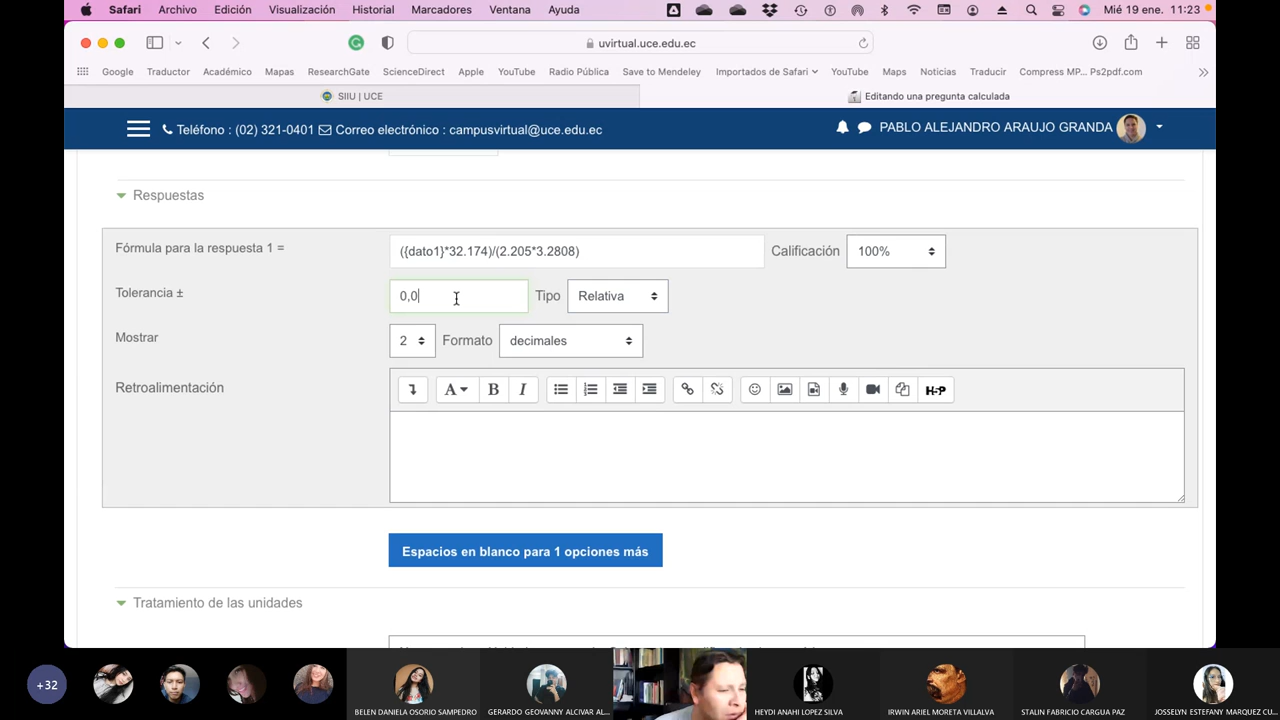 Safari Archivo Edición Visualización Historial Marcadores Ventana Ayuda Mié 19 ene. 11:23
uvirtual.uce.edu.ec
Google Traductor Académico Mapas ResearchGate ScienceDirect Apple YouTube Radio Pública Save to Mendeley Importados de Safari YouTube Maps Noticias Traducir Compress MP... Ps2pdf.com
SIIU | UCE Editando una pregunta calculada
Teléfono : (02) 321-0401 Correo electrónico : campusvirtual@uce.edu.ec PABLO ALEJANDRO ARAUJO GRANDA
Respuestas
Fórmula para la respuesta 1 = ({dato1}*32.174)/(2.205*3.2808) Calificación 100%
Tolerancia ± 0,0 Tipo Relativa
Mostrar 2 Formato decimales
Retroalimentación A B I H-P
Espacios en blanco para 1 opciones más
Tratamiento de las unidades
+32
BELEN DANIELA OSORIO SAMPEDRO GERARDO GEOVANNY ALCIVAR AL... HEYDI ANAHI LOPEZ SILVA IRWIN ARIEL MORETA VILLALVA STALIN FABRICIO CARGUA PAZ JOSSELYN ESTEFANY MARQUEZ CU...